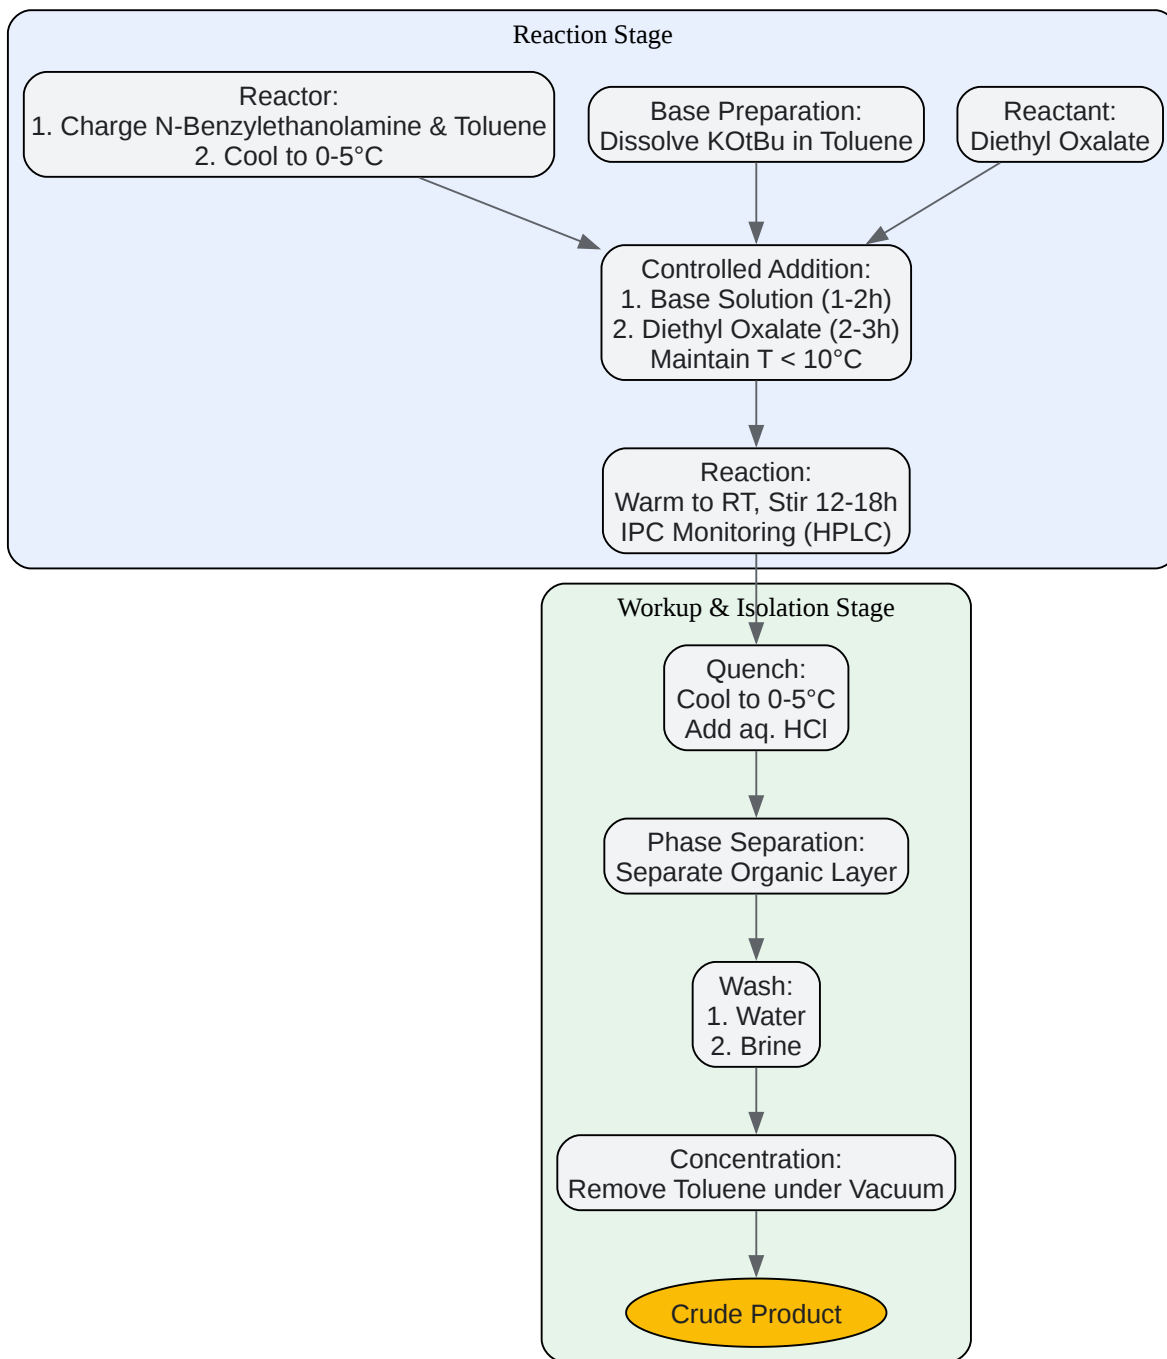 Reaction Stage
Reactor:
1. Charge N-Benzylethanolamine & Toluene
2. Cool to 0-5°C
Base Preparation:
Dissolve KOtBu in Toluene
Reactant:
Diethyl Oxalate
Controlled Addition:
1. Base Solution (1-2h)
2. Diethyl Oxalate (2-3h)
Maintain T < 10°C
Reaction:
Warm to RT, Stir 12-18h
IPC Monitoring (HPLC)
Workup & Isolation Stage
Quench:
Cool to 0-5°C
Add aq. HCl
Phase Separation:
Separate Organic Layer
Wash:
1. Water
2. Brine
Concentration:
Remove Toluene under Vacuum
Crude Product